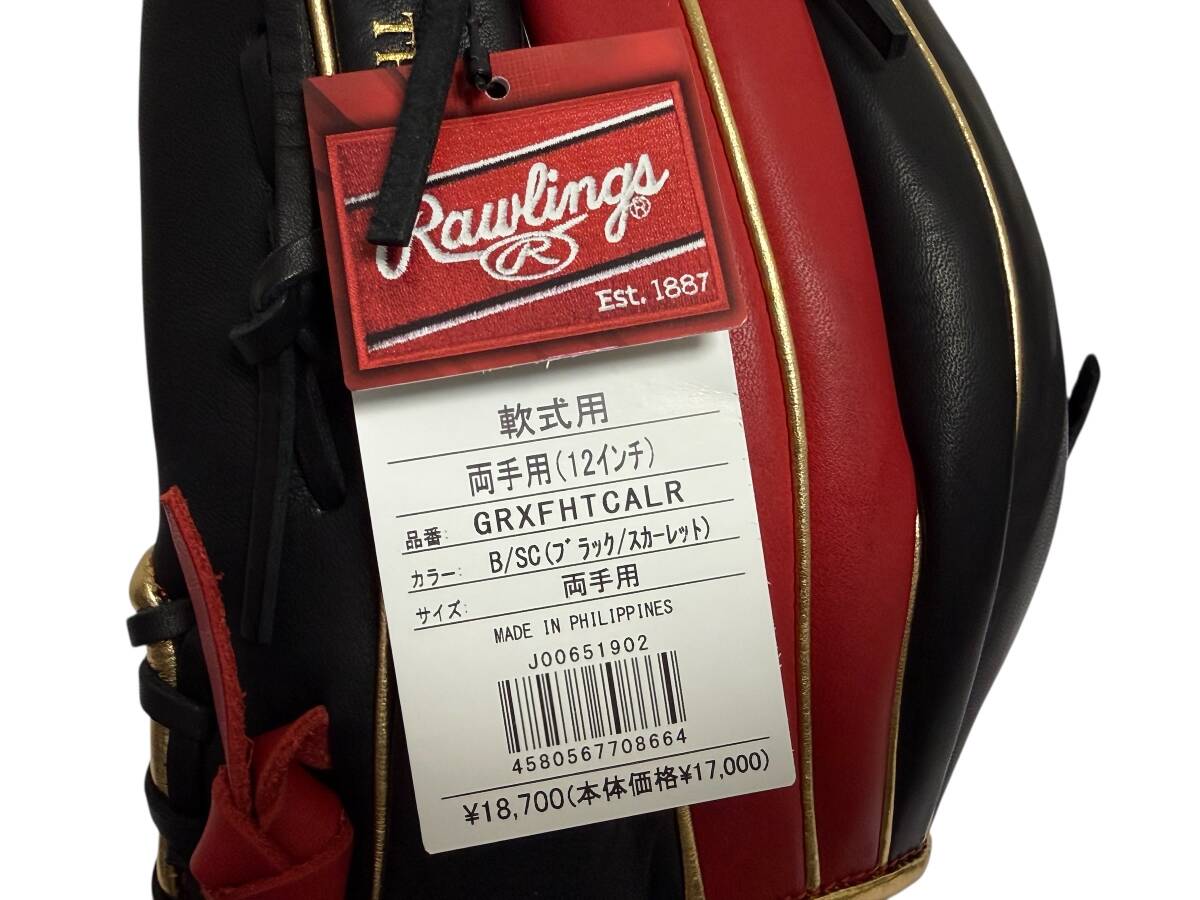 Rawlings®
R
Est. 1887
軟式用
両手用(12インチ)
品番: GRXFHTCALR
カラー: B/SC(ブラック/スカーレット)
サイズ: 両手用
MADE IN PHILIPPINES
J00651902
4580567708664
¥18,700(本体価格¥17,000)